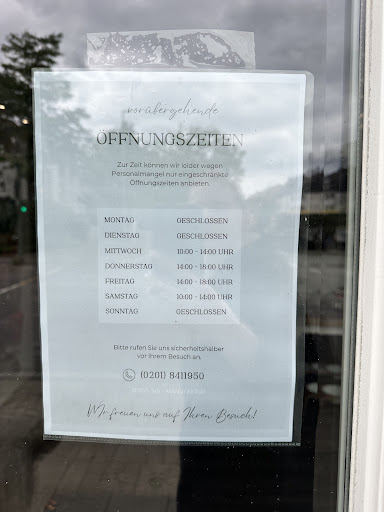 vorübergehende
ÖFFNUNGSZEITEN
Zur Zeit können wir leider wegen
Personalmangel nur eingeschränkte
Öffnungszeiten anbieten.
MONTAG GESCHLOSSEN
DIENSTAG GESCHLOSSEN
MITTWOCH 10:00 - 14:00 UHR
DONNERSTAG 14:00 - 18:00 UHR
FREITAG 14:00 - 18:00 UHR
SAMSTAG 10:00 - 14:00 UHR
SONNTAG GESCHLOSSEN
Bitte rufen Sie uns sicherheitshalber
vor Ihrem Besuch an.
(0201) 8411950
Wir freuen uns auf Ihren Besuch!